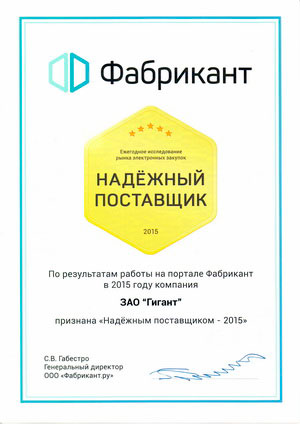 Фабрикант
Ежегодное исследование
рынка электронных закупок
НАДЁЖНЫЙ
ПОСТАВЩИК
2015
По результатам работы на портале Фабрикант
в 2015 году компания
ЗАО "Гигант"
признана «Надёжным поставщиком - 2015»
С.В. Габестро
Генеральный директор
ООО «Фабрикант.ру»